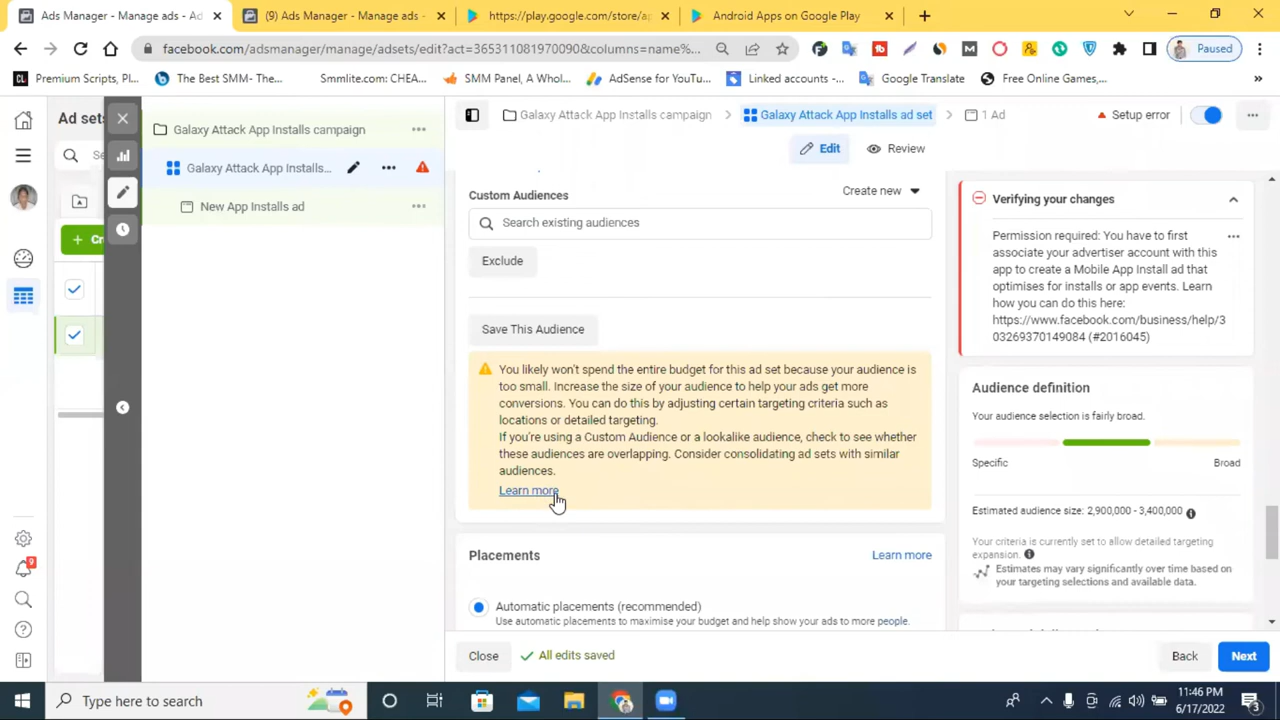 Ads Manager - Manage ads - Ad
(9) Ads Manager - Manage ads -
https://play.google.com/store/ap
Android Apps on Google Play
facebook.com/adsmanager/manage/adsets/edit?act=365311081970090&columns=name%...
Paused
Premium Scripts, Pl...
The Best SMM- The...
Smmlite.com: CHEA...
SMM Panel, A Whol...
AdSense for YouTu...
Linked accounts -...
Google Translate
Free Online Games,...
Ad sets
Galaxy Attack App Installs campaign
Galaxy Attack App Installs...
New App Installs ad
Galaxy Attack App Installs campaign
Galaxy Attack App Installs ad set
1 Ad
Setup error
Edit
Review
Custom Audiences
Create new
Search existing audiences
Exclude
Save This Audience
You likely won't spend the entire budget for this ad set because your audience is
too small. Increase the size of your audience to help your ads get more
conversions. You can do this by adjusting certain targeting criteria such as
locations or detailed targeting.
If you're using a Custom Audience or a lookalike audience, check to see whether
these audiences are overlapping. Consider consolidating ad sets with similar
audiences.
Learn more
Placements
Learn more
Automatic placements (recommended)
Use automatic placements to maximise your budget and help show your ads to more people.
Verifying your changes
Permission required: You have to first
associate your advertiser account with this
app to create a Mobile App Install ad that
optimises for installs or app events. Learn
how you can do this here:
https://www.facebook.com/business/help/3
03269370149084 (#2016045)
Audience definition
Your audience selection is fairly broad.
Specific
Broad
Estimated audience size: 2,900,000 - 3,400,000
Your criteria is currently set to allow detailed targeting
expansion.
Estimates may vary significantly over time based on
your targeting selections and available data.
Close
All edits saved
Back
Next
9
Type here to search
11:46 PM
6/17/2022
3